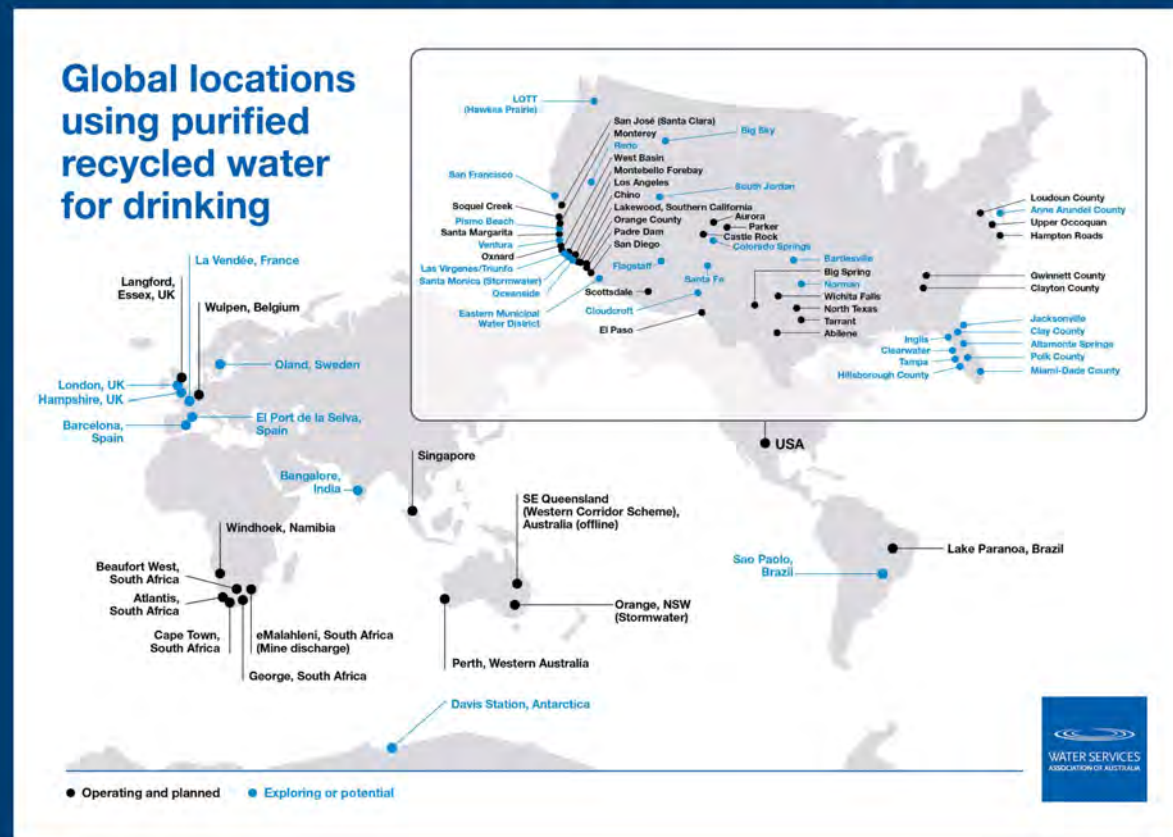 Global locations
using purified
recycled water
for drinking
LOTT
(Hawkes Prairie)
San José (Santa Clara)
Monterey
Redo
West Basin
Montebello Forebay
Los Angeles
Chino
Lakewood, Southern California
Orange County
Padre Dam
San Diego
Big Sky
San Francisco
Soquel Creek
Pismo Beach
Santa Margarita
Ventura
Oxnard
Las Virgenes/Triunfo
Santa Monica (Stormwater)
Oceanside
Eastern Municipal
Water District
South Jordan
Aurora
Parker
Castle Rock
Colorado Springs
Flagstaff
Santa Fe
Scottsdale
Cloudcroft
El Paso
Bartlesville
Big Spring
Norman
Wichita Falls
North Texas
Tarrant
Abilene
Loudoun County
Anne Arundel County
Upper Occoquan
Hampton Roads
Gwinnett County
Clayton County
Jacksonville
Clay County
Altamonte Springs
Polk County
Miami-Dade County
Inglis
Clearwater
Tampa
Hillsborough County
La Vendée, France
Langford,
Essex, UK
Wulpen, Belgium
Oland, Sweden
London, UK
Hampshire, UK
Barcelona,
Spain
El Port de la Selva,
Spain
USA
Singapore
Bangalore,
India
SE Queensland
(Western Corridor Scheme),
Australia (offline)
Windhoek, Namibia
Beaufort West,
South Africa
Atlantis,
South Africa
Cape Town,
South Africa
eMalahleni, South Africa
(Mine discharge)
George, South Africa
Lake Paranoa, Brazil
Sao Paolo,
Brazil
Orange, NSW
(Stormwater)
Perth, Western Australia
Davis Station, Antarctica
WATER SERVICES
ASSOCIATION OF AUSTRALIA
Operating and planned
Exploring or potential